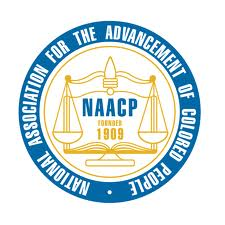 NATIONAL ASSOCIATION FOR THE ADVANCEMENT OF COLORED PEOPLE •
NAACP
FOUNDED
1909